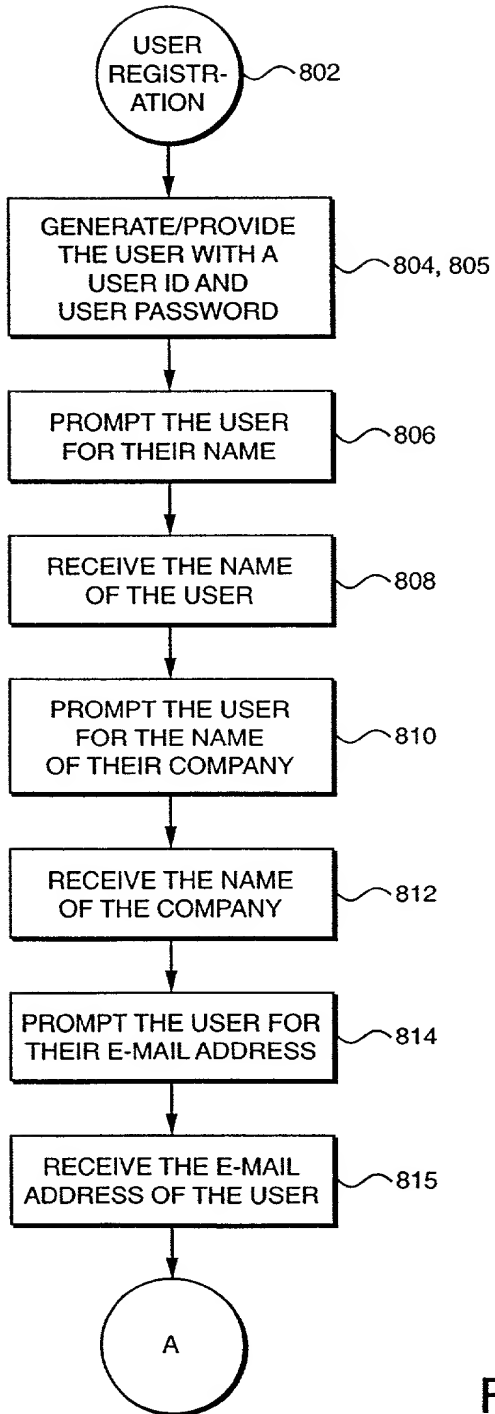 USER
REGISTR-
ATION
802
GENERATE/PROVIDE
THE USER WITH A
USER ID AND
USER PASSWORD
804, 805
PROMPT THE USER
FOR THEIR NAME
806
RECEIVE THE NAME
OF THE USER
808
PROMPT THE USER
FOR THE NAME
OF THEIR COMPANY
810
RECEIVE THE NAME
OF THE COMPANY
812
PROMPT THE USER FOR
THEIR E-MAIL ADDRESS
814
RECEIVE THE E-MAIL
ADDRESS OF THE USER
815
A